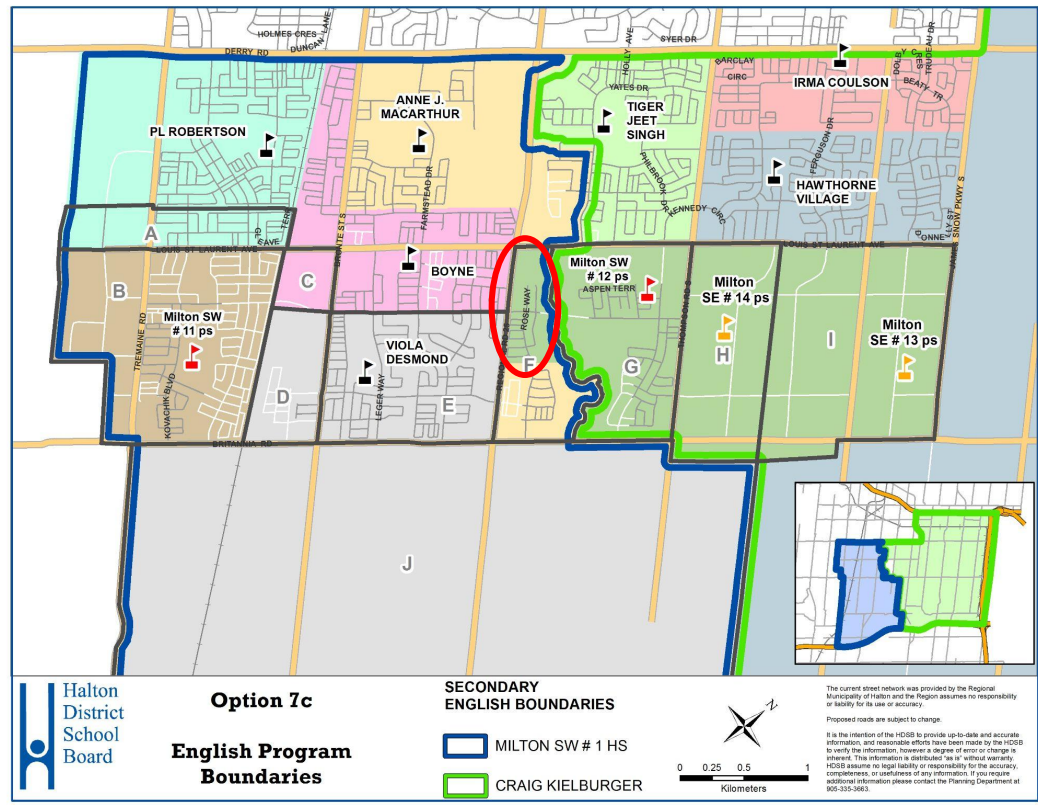 HOLMES CRES
DUNCAN LANE
DERRY RD
HOLLY AVE
SYER DR
BARCLAY
CIRC
YATES DR
IRMA COULSON
TRUDEAU DR
BEATY TR
ANNE J.
MACARTHUR
PL ROBERTSON
TIGER
JEET
SINGH
PHILBROOK DR
FERGUSON DR
HAWTHORNE
VILLAGE
KENNEDY CIRC
FARMSTEAD DR
BRONTE ST S
TERR
A
LOUIS ST LAURENT AVE
LOUIS ST LAURENT AVE
JAMES SNOW PKWY S
B
C
BOYNE
Milton SW
# 12 ps
ASPEN TERR
ROSE WAY
THOMPSON RD S
Milton
SE # 14 ps
H
I
Milton
SE # 13 ps
Milton SW
# 11 ps
TREMAINE RD
KOVACHIK BLVD
VIOLA
DESMOND
LEGER WAY
D
E
F
G
BRITANNIA RD
J
Halton
District
School
Board
Option 7c
English Program
Boundaries
SECONDARY
ENGLISH BOUNDARIES
MILTON SW # 1 HS
CRAIG KIELBURGER
N
0 0.25 0.5 1
Kilometers
The current street network was provided by the Regional
Municipality of Halton and the Region assumes no responsibility
or liability for its use or accuracy.
Proposed roads are subject to change.
It is the intention of the HDSB to provide up-to-date and accurate
information, and reasonable efforts have been made by the HDSB
to verify the information, however a degree of error or change is
inherent. This information is distributed "as is" without warranty.
HDSB assume no legal liability or responsibility for the accuracy,
completeness, or usefulness of any information. If you require
additional information please contact the Planning Department at
905-335-3663.